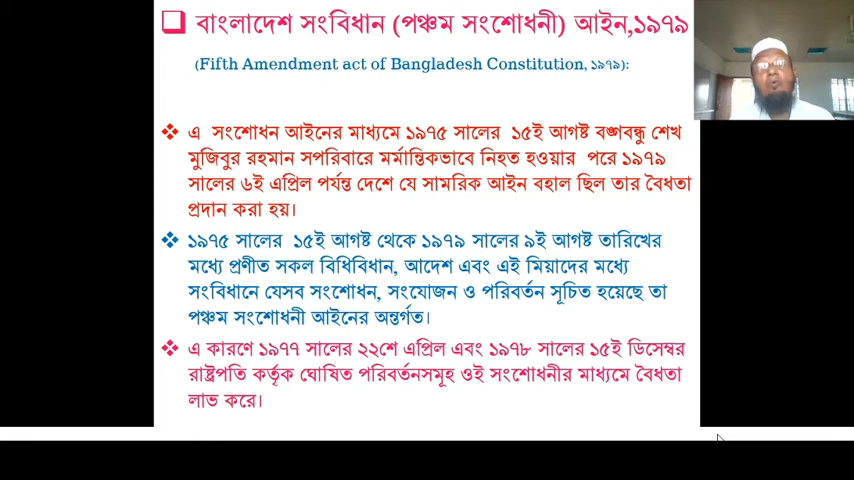 বাংলাদেশ সংবিধান (পঞ্চম সংশোধনী) আইন,১৯৭৯
(Fifth Amendment act of Bangladesh Constitution, ১৯৭৯):
এ সংশোধন আইনের মাধ্যমে ১৯৭৫ সালের ১৫ই আগষ্ট বঙ্গবন্ধু শেখ
মুজিবুর রহমান সপরিবারে মর্মান্তিকভাবে নিহত হওয়ার পরে ১৯৭৯
সালের ৬ই এপ্রিল পর্যন্ত দেশে যে সামরিক আইন বহাল ছিল তার বৈধতা
প্রদান করা হয়।
১৯৭৫ সালের ১৫ই আগষ্ট থেকে ১৯৭৯ সালের ৯ই আগষ্ট তারিখের
মধ্যে প্রণীত সকল বিধিবিধান, আদেশ এবং এই মিয়াদের মধ্যে
সংবিধানে যেসব সংশোধন, সংযোজন ও পরিবর্তন সূচিত হয়েছে তা
পঞ্চম সংশোধনী আইনের অন্তর্গত।
এ কারণে ১৯৭৭ সালের ২২শে এপ্রিল এবং ১৯৭৮ সালের ১৫ই ডিসেম্বর
রাষ্ট্রপতি কর্তৃক ঘোষিত পরিবর্তনসমূহ ওই সংশোধনীর মাধ্যমে বৈধতা
লাভ করে।